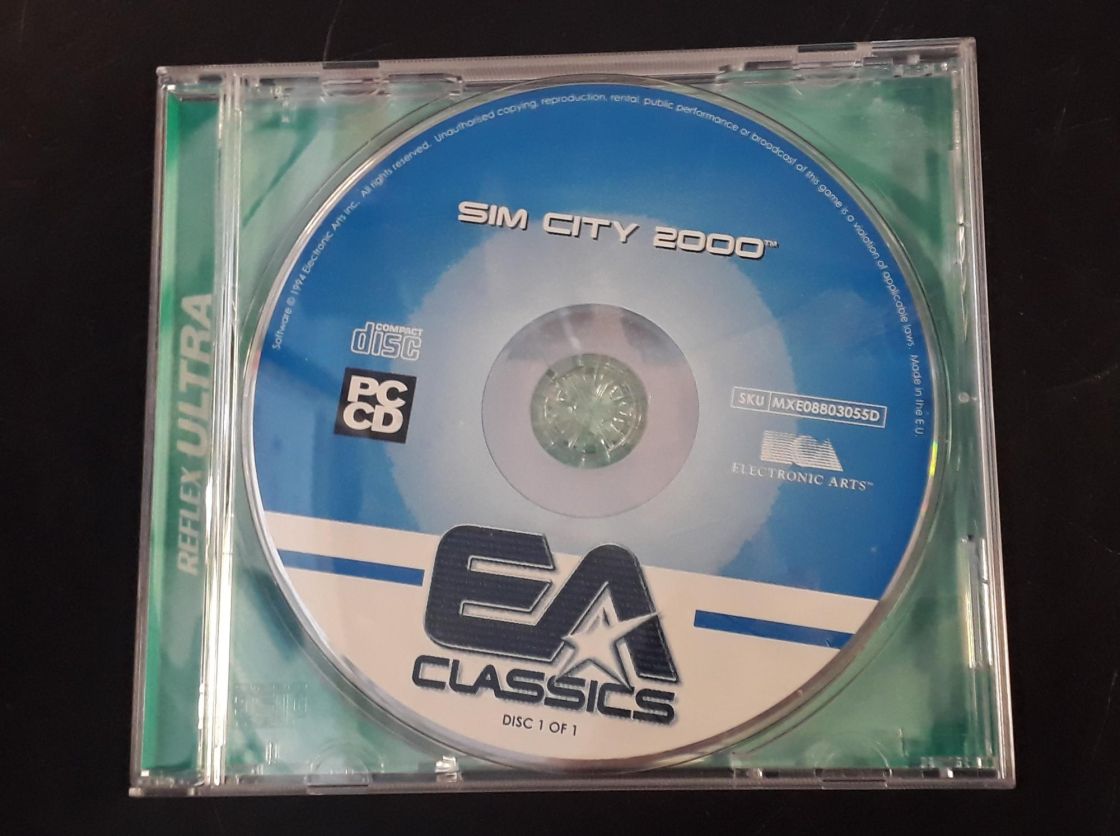 Software © 1994 Electronic Arts Inc. All rights reserved. Unauthorised copying, reproduction, rental, public performance or broadcast of this game is a violation of applicable laws. Made in the E.U.
SIM CITY 2000™
COMPACT
disc
PC
CD
SKU MXE08803055D
EA
ELECTRONIC ARTS™
EA
CLASSICS
DISC 1 OF 1
REFLEX ULTRA